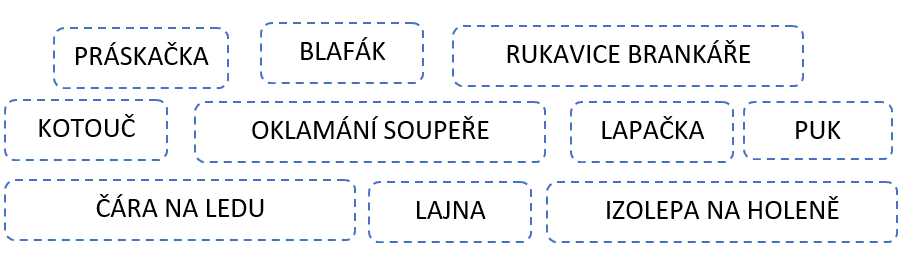 PRÁSKAČKA
BLAFÁK
RUKAVICE BRANKÁŘE
KOTOUČ
OKLAMÁNÍ SOUPEŘE
LAPAČKA
PUK
ČÁRA NA LEDU
LAJNA
IZOLEPA NA HOLENĚ